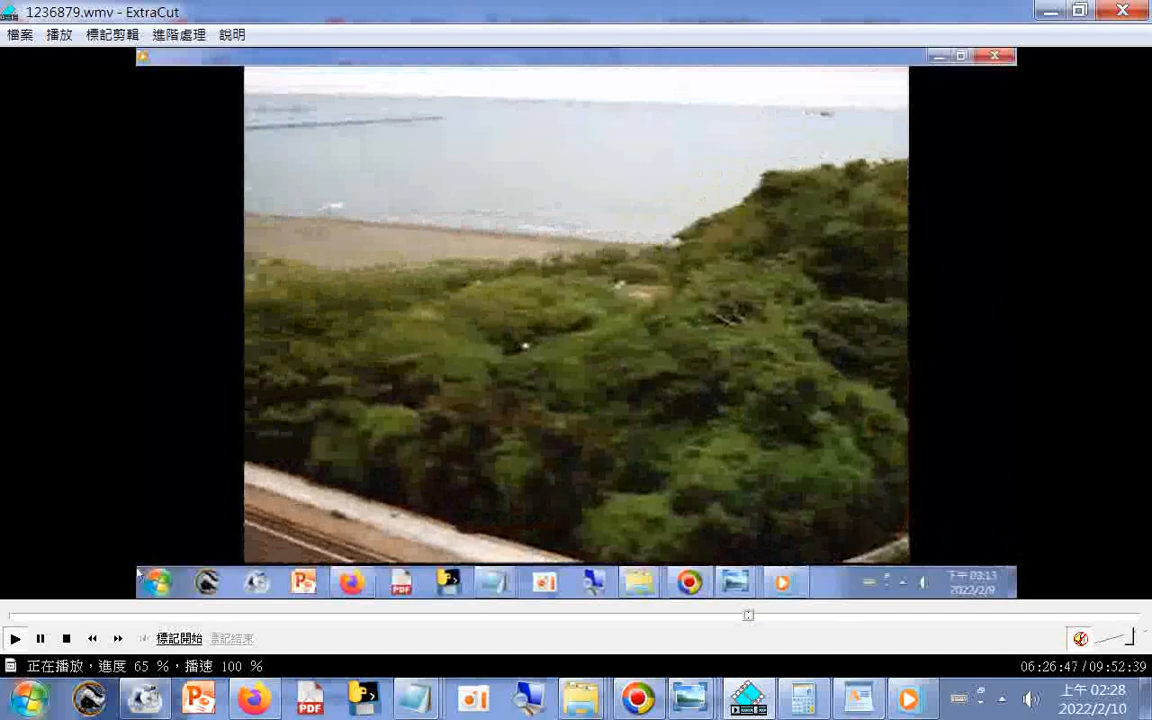 1236879.wmv - ExtraCut
檔案 播放 標記剪輯 進階處理 說明
下午 03:13
2022/2/9
標記開始 標記結束
正在播放，進度 65 %，播速 100 %
06:26:47 / 09:52:39
PDF
上午 02:28
2022/2/10